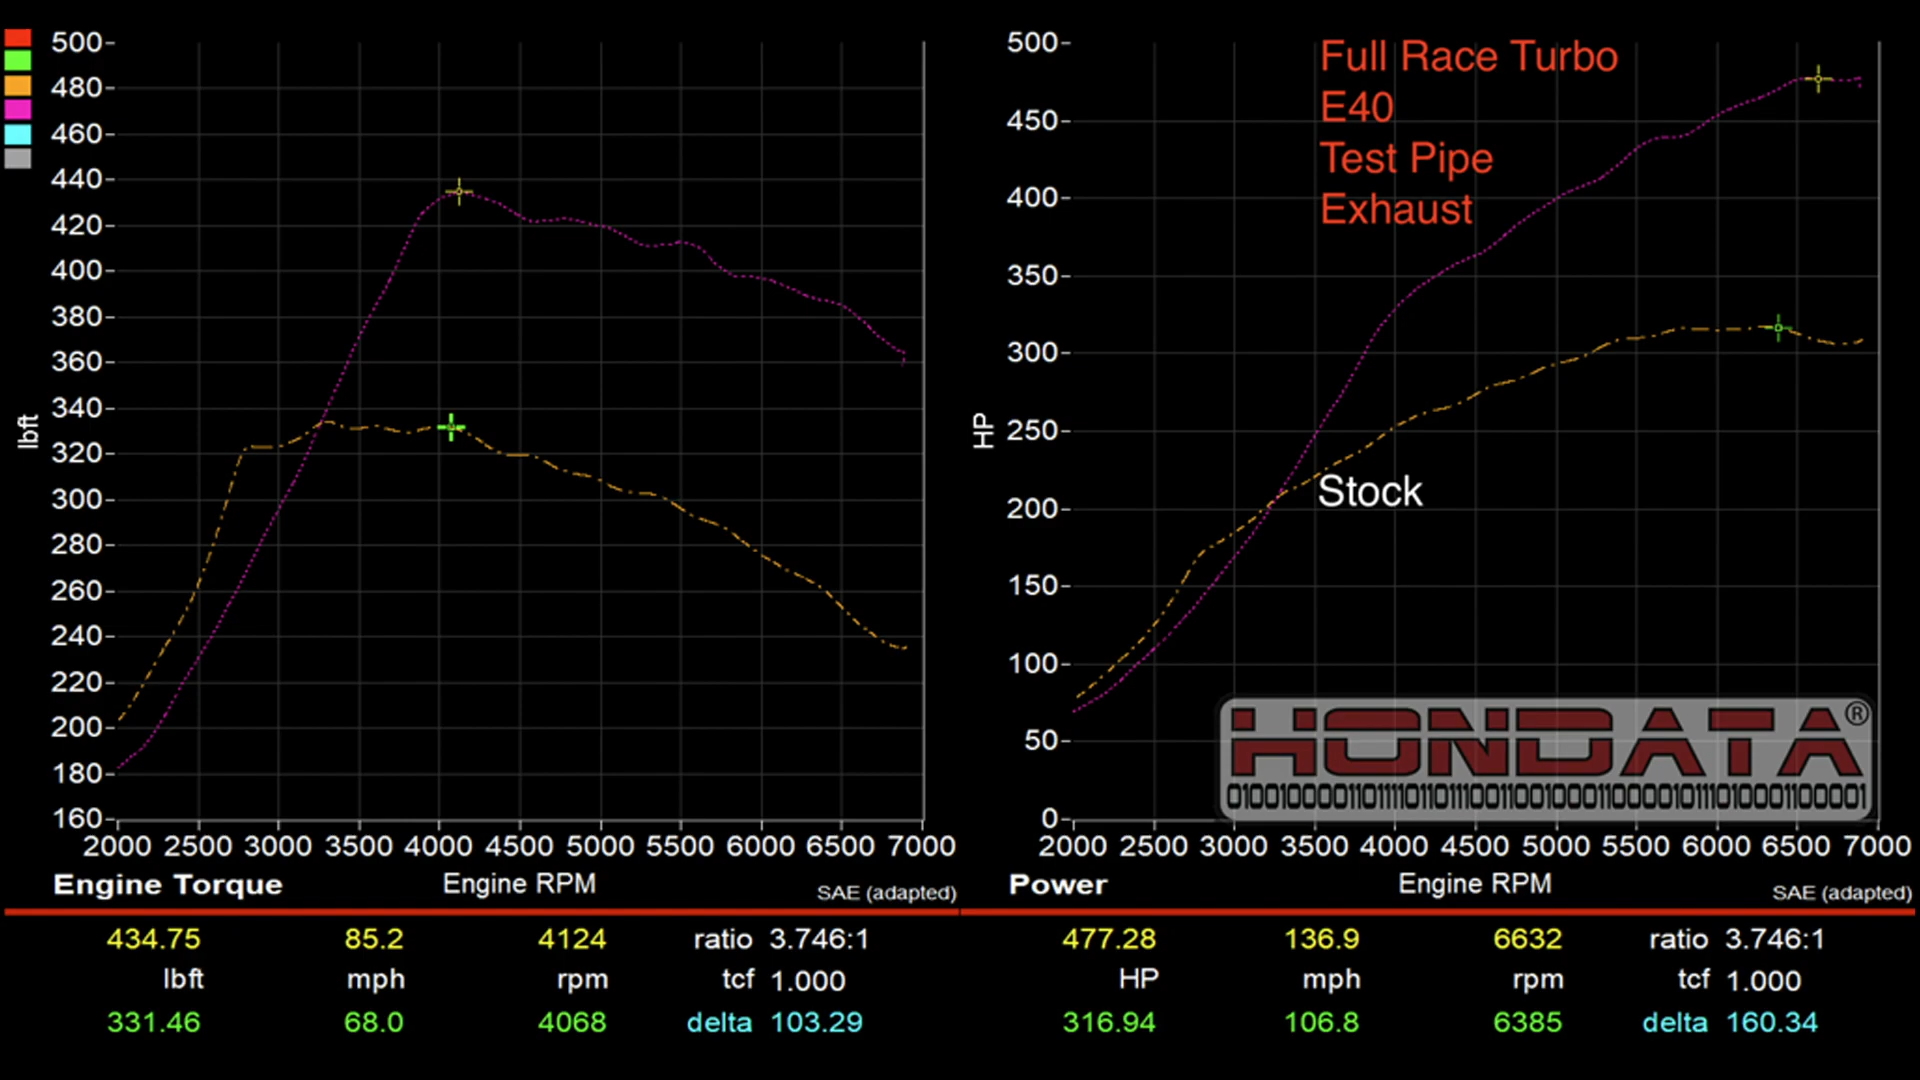 500
480
460
440
420
400
380
360
340
320
300
280
260
240
220
200
180
160
lbft
2000 2500 3000 3500 4000 4500 5000 5500 6000 6500 7000
Engine Torque Engine RPM SAE (adapted)
500
450
400
350
300
250
200
150
100
50
0
HP
Full Race Turbo
E40
Test Pipe
Exhaust
Stock
HONDATA®
2000 2500 3000 3500 4000 4500 5000 5500 6000 6500 7000
Power Engine RPM SAE (adapted)
434.75 85.2 4124 ratio 3.746:1
lbft mph rpm tcf 1.000
331.46 68.0 4068 delta 103.29
477.28 136.9 6632 ratio 3.746:1
HP mph rpm tcf 1.000
316.94 106.8 6385 delta 160.34